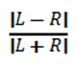 |L − R|
|L + R|